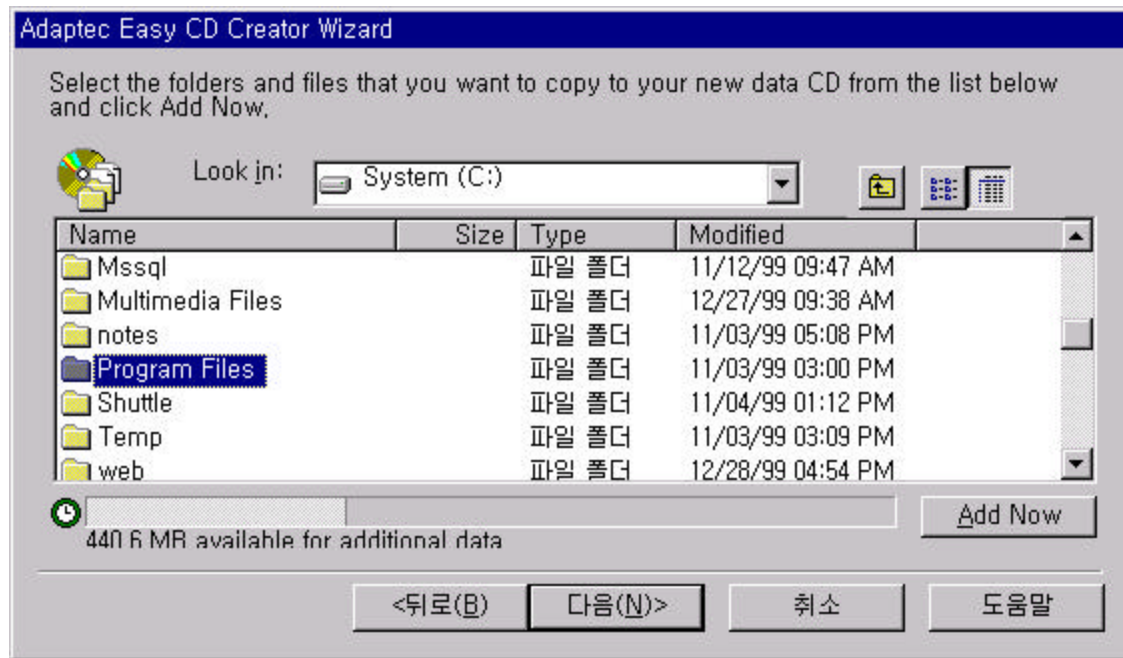 Adaptec Easy CD Creator Wizard
Select the folders and files that you want to copy to your new data CD from the list below
and click Add Now,
Look in: System (C:)
Name Size Type Modified
Mssql 파일 폴더 11/12/99 09:47 AM
Multimedia Files 파일 폴더 12/27/99 09:38 AM
notes 파일 폴더 11/03/99 05:08 PM
Program Files 파일 폴더 11/03/99 03:00 PM
Shuttle 파일 폴더 11/04/99 01:12 PM
Temp 파일 폴더 11/03/99 03:09 PM
web 파일 폴더 12/28/99 04:54 PM
Add Now
440.6 MB available for additional data
<뒤로(B) 다음(N)> 취소 도움말